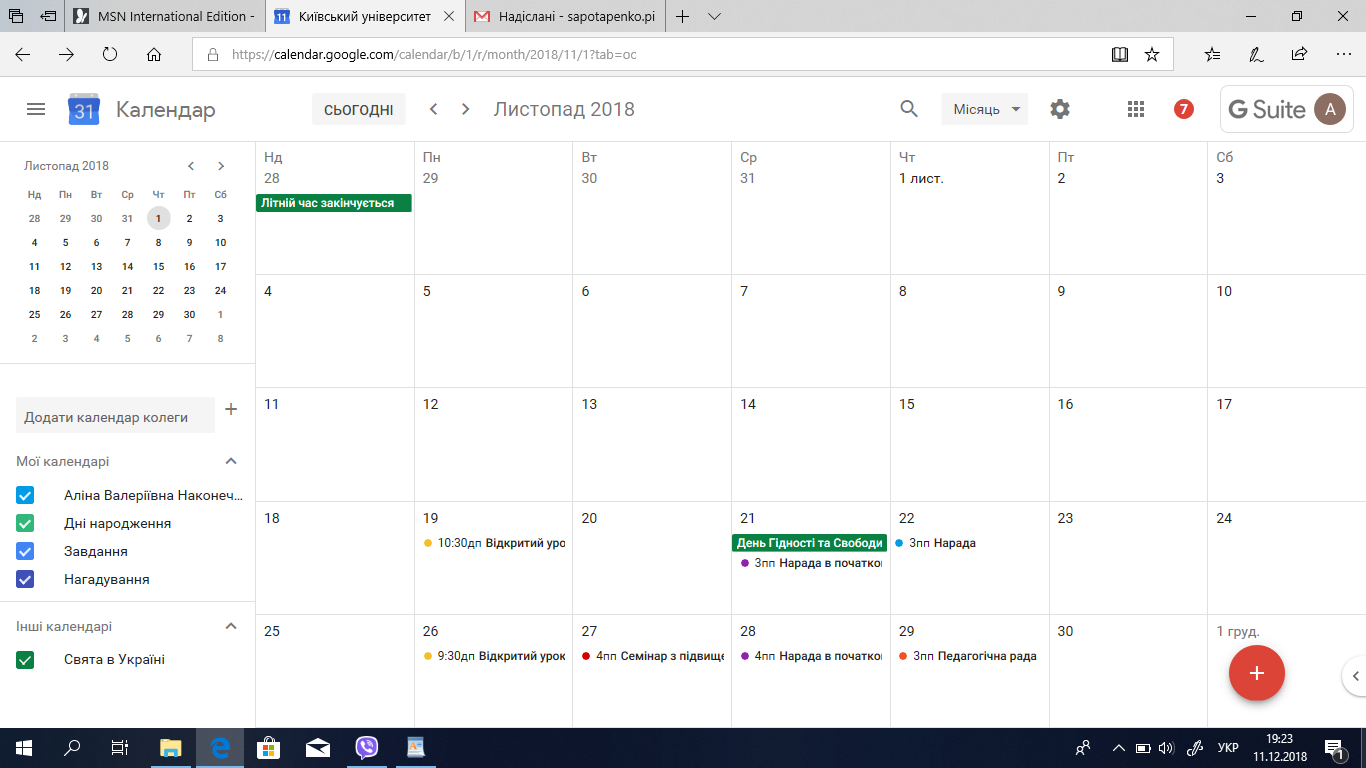 MSN International Edition -
Київський університет
Надіслані - sapotapenko.pi
https://calendar.google.com/calendar/b/1/r/month/2018/11/1?tab=oc
31 Календар
СЬОГОДНІ
Листопад 2018
Місяць
7
G Suite
А
Листопад 2018
Нд Пн Вт Ср Чт Пт Сб
28 29 30 31 1 2 3
4 5 6 7 8 9 10
11 12 13 14 15 16 17
18 19 20 21 22 23 24
25 26 27 28 29 30 1
2 3 4 5 6 7 8
Додати календар колеги
Мої календарі
Аліна Валеріївна Наконеч...
Дні народження
Завдання
Нагадування
Інші календарі
Свята в Україні
Нд Пн Вт Ср Чт Пт Сб
28 29 30 31 1 лист. 2 3
Літній час закінчується
4 5 6 7 8 9 10
11 12 13 14 15 16 17
18 19 20 21 22 23 24
10:30дп Відкритий уро
День Гідності та Свободи
3пп Нарада в початко
3пп Нарада
25 26 27 28 29 30 1 груд.
9:30дп Відкритий урок
4пп Семінар з підвище
4пп Нарада в початко
3пп Педагогічна рада
УКР
19:23
11.12.2018
1